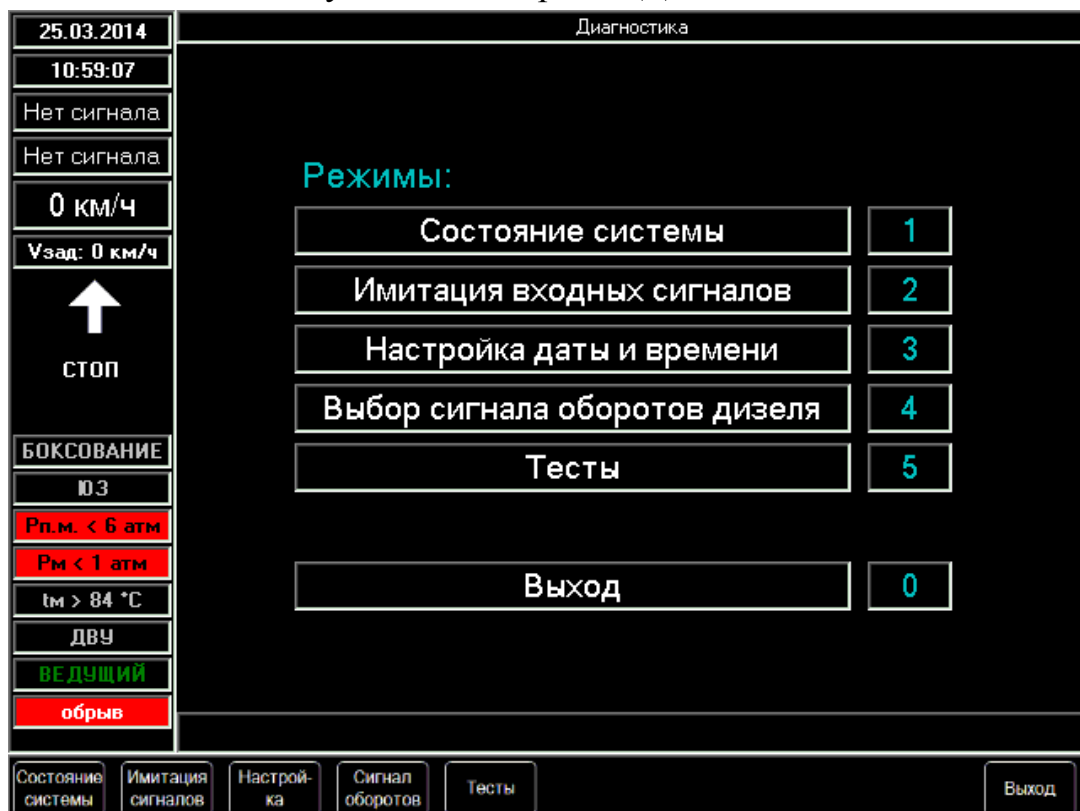 25.03.2014
Диагностика
10:59:07
Нет сигнала
Нет сигнала
0 км/ч
Vзад: 0 км/ч
СТОП
БОКСОВАНИЕ
ЮЗ
Рп.м. < 6 атм
Рм < 1 атм
tм > 84 °C
ДВУ
ВЕДУЩИЙ
обрыв
Режимы:
Состояние системы 1
Имитация входных сигналов 2
Настройка даты и времени 3
Выбор сигнала оборотов дизеля 4
Тесты 5
Выход 0
Состояние
системы
Имитация
сигналов
Настрой-
ка
Сигнал
оборотов
Тесты
Выход